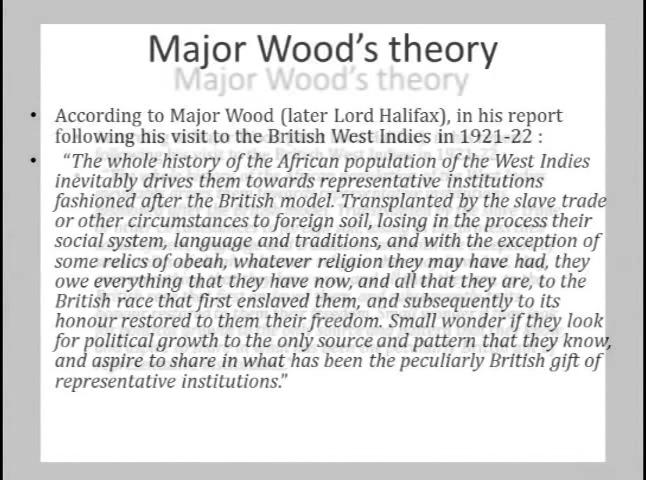 Major Wood's theory
• According to Major Wood (later Lord Halifax), in his report
following his visit to the British West Indies in 1921-22 :
• "The whole history of the African population of the West Indies
inevitably drives them towards representative institutions
fashioned after the British model. Transplanted by the slave trade
or other circumstances to foreign soil, losing in the process their
social system, language and traditions, and with the exception of
some relics of obeah, whatever religion they may have had, they
owe everything that they have now, and all that they are, to the
British race that first enslaved them, and subsequently to its
honour restored to them their freedom. Small wonder if they look
for political growth to the only source and pattern that they know,
and aspire to share in what has been the peculiarly British gift of
representative institutions."